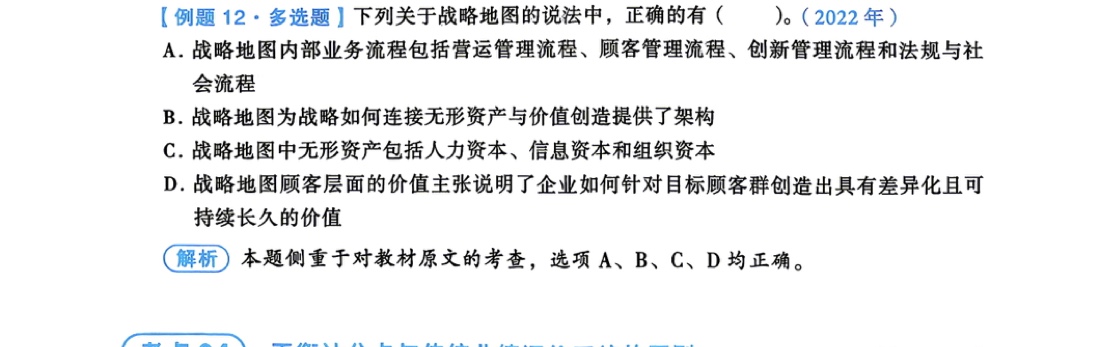 【例题 12·多选题】下列关于战略地图的说法中，正确的有（　　）。（2022 年）
A. 战略地图内部业务流程包括营运管理流程、顾客管理流程、创新管理流程和法规与社
会流程
B. 战略地图为战略如何连接无形资产与价值创造提供了架构
C. 战略地图中无形资产包括人力资本、信息资本和组织资本
D. 战略地图顾客层面的价值主张说明了企业如何针对目标顾客群创造出具有差异化且可
持续长久的价值
解析 本题侧重于对教材原文的考查，选项 A、B、C、D 均正确。